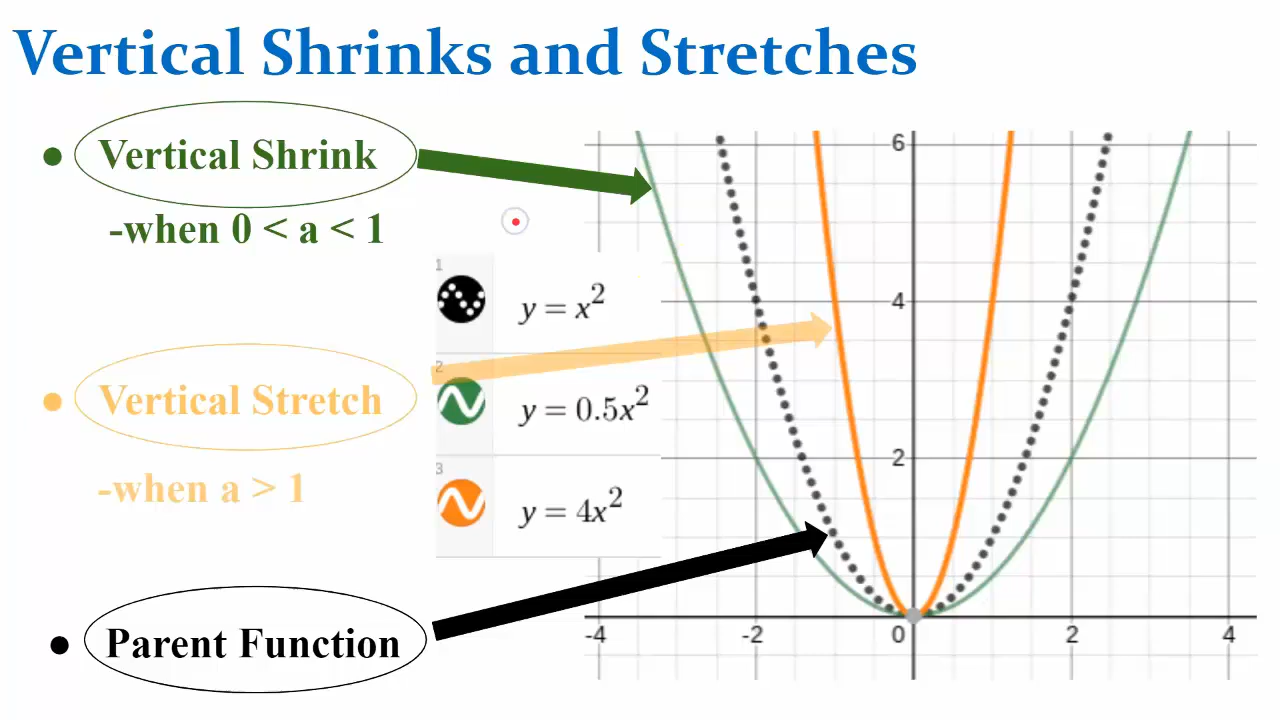 Vertical Shrinks and Stretches
● Vertical Shrink
-when 0 < a < 1
● Vertical Stretch
-when a > 1
● Parent Function
1
y = x²
2
y = 0.5x²
3
y = 4x²
6
4
2
-4 -2 0 2 4